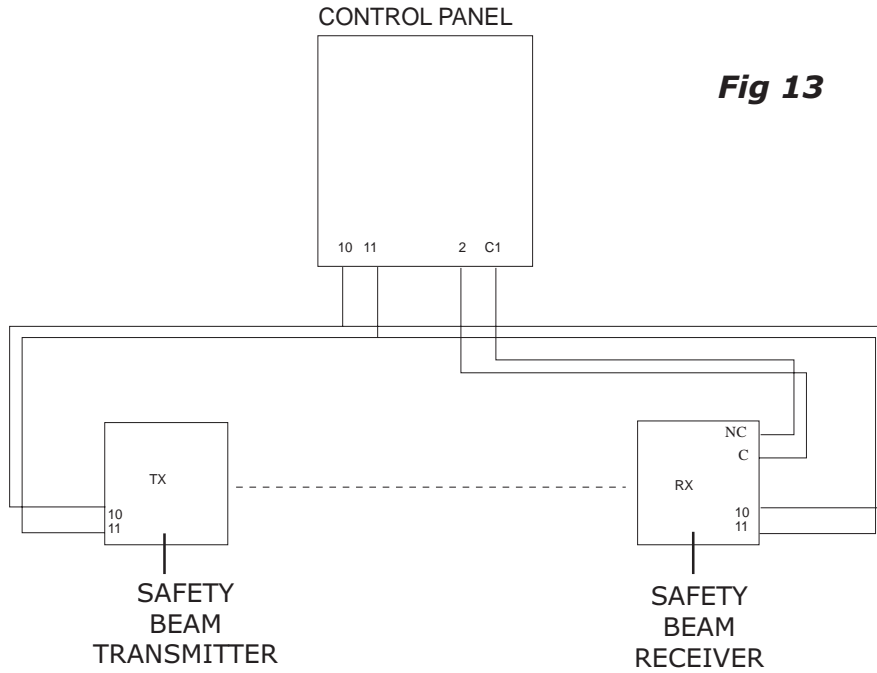 CONTROL PANEL
Fig 13
10 11 2 C1
NC
C
TX
RX
10
11
10
11
SAFETY
BEAM
TRANSMITTER
SAFETY
BEAM
RECEIVER